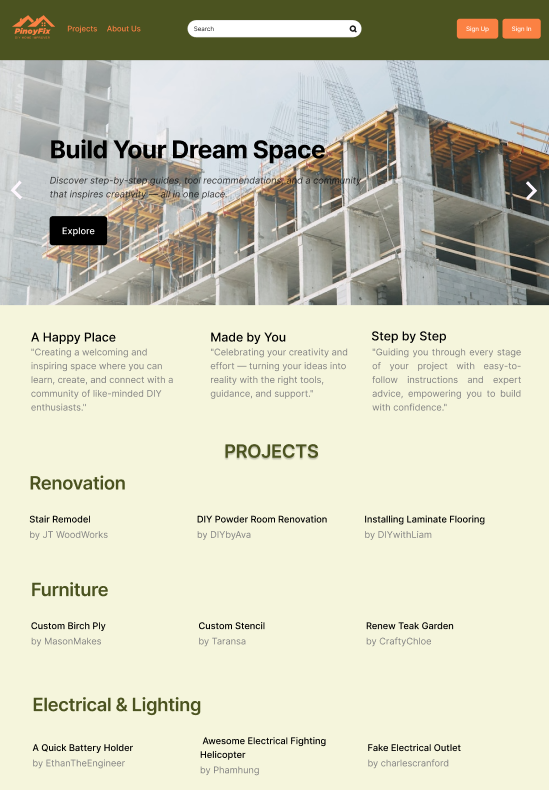 PinoyFix
Projects
About Us
Search
Sign Up
Sign In
Build Your Dream Space
Discover step-by-step guides, tool recommendations, and a community
that inspires creativity — all in one place.
Explore
A Happy Place
"Creating a welcoming and
inspiring space where you can
learn, create, and connect with a
community of like-minded DIY
enthusiasts."
Made by You
"Celebrating your creativity and
effort — turning your ideas into
reality with the right tools,
guidance, and support."
Step by Step
"Guiding you through every stage
of your project with easy-to-
follow instructions and expert
advice, empowering you to build
with confidence."
PROJECTS
Renovation
Stair Remodel
by JT WoodWorks
DIY Powder Room Renovation
by DIYbyAva
Installing Laminate Flooring
by DIYwithLiam
Furniture
Custom Birch Ply
by MasonMakes
Custom Stencil
by Taransa
Renew Teak Garden
by CraftyChloe
Electrical & Lighting
A Quick Battery Holder
by EthanTheEngineer
Awesome Electrical Fighting
Helicopter
by Phamhung
Fake Electrical Outlet
by charlescranford